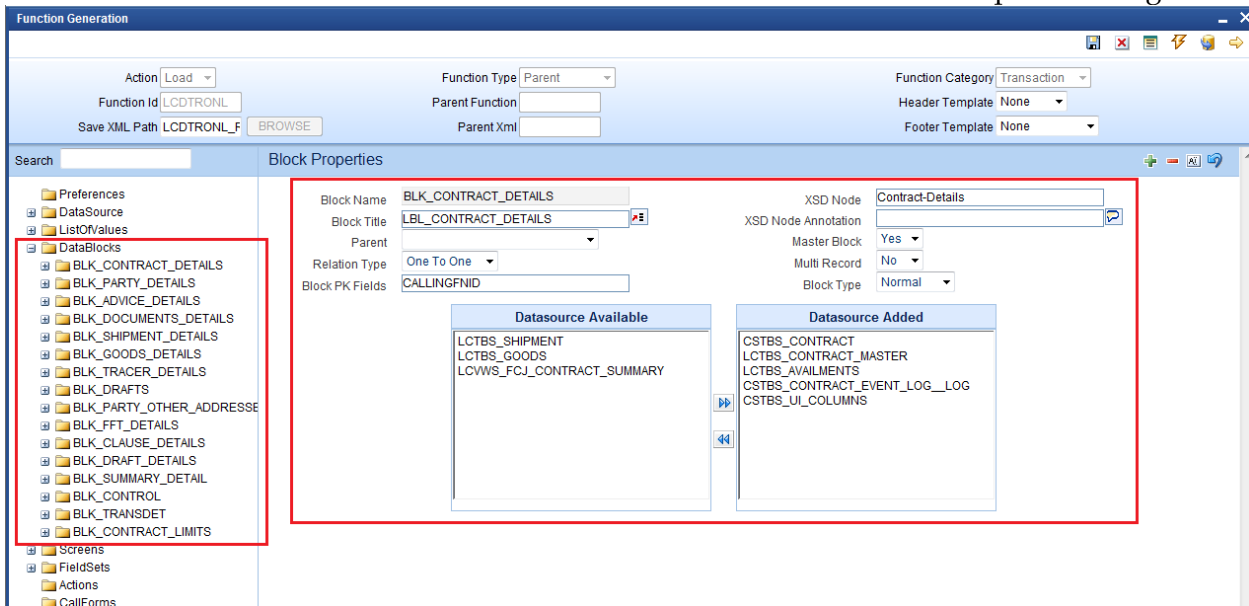 Function Generation
Action Load Function Type Parent Function Category Transaction
Function Id LCDTRONL Parent Function Header Template None
Save XML Path LCDTRONL_F BROWSE Parent Xml Footer Template None
Search Block Properties
Preferences
DataSource
ListOfValues
DataBlocks
BLK_CONTRACT_DETAILS
BLK_PARTY_DETAILS
BLK_ADVICE_DETAILS
BLK_DOCUMENTS_DETAILS
BLK_SHIPMENT_DETAILS
BLK_GOODS_DETAILS
BLK_TRACER_DETAILS
BLK_DRAFTS
BLK_PARTY_OTHER_ADDRESSE
BLK_FFT_DETAILS
BLK_CLAUSE_DETAILS
BLK_DRAFT_DETAILS
BLK_SUMMARY_DETAIL
BLK_CONTROL
BLK_TRANSDET
BLK_CONTRACT_LIMITS
Screens
FieldSets
Actions
CallForms
Block Name BLK_CONTRACT_DETAILS XSD Node Contract-Details
Block Title LBL_CONTRACT_DETAILS XSD Node Annotation
Parent Master Block Yes
Relation Type One To One Multi Record No
Block PK Fields CALLINGFNID Block Type Normal
Datasource Available
LCTBS_SHIPMENT
LCTBS_GOODS
LCVWS_FCJ_CONTRACT_SUMMARY
Datasource Added
CSTBS_CONTRACT
LCTBS_CONTRACT_MASTER
LCTBS_AVAILMENTS
CSTBS_CONTRACT_EVENT_LOG__LOG
CSTBS_UI_COLUMNS